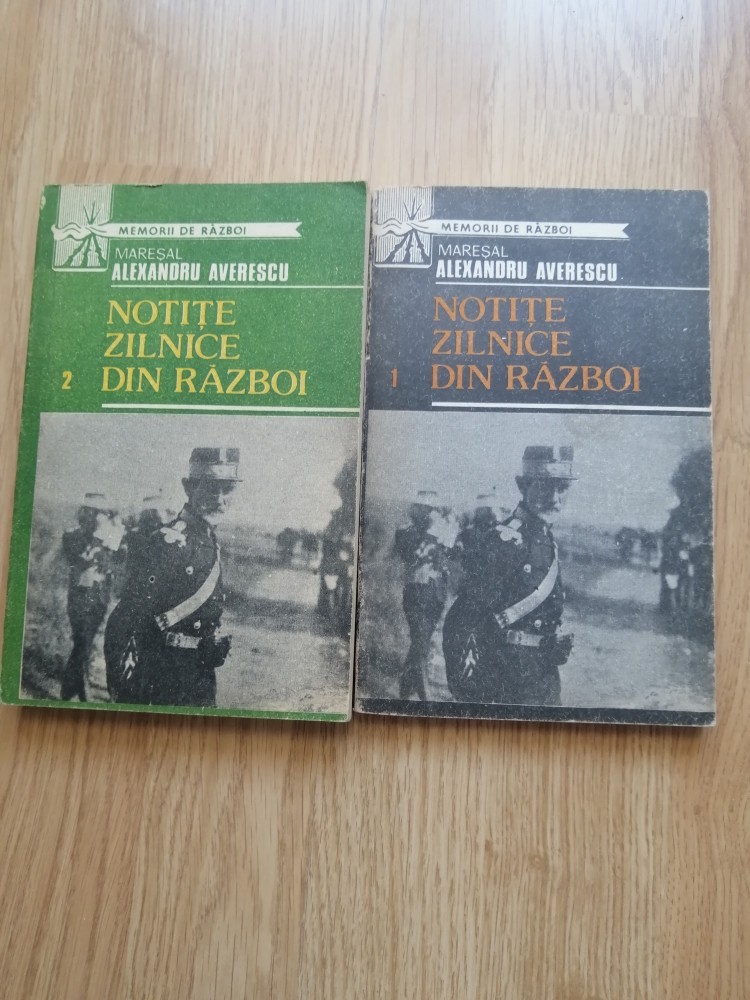 MEMORII DE RĂZBOI
MAREȘAL
ALEXANDRU AVERESCU
NOTIȚE
ZILNICE
2 DIN RĂZBOI
MEMORII DE RĂZBOI
MAREȘAL
ALEXANDRU AVERESCU
NOTIȚE
ZILNICE
1 DIN RĂZBOI